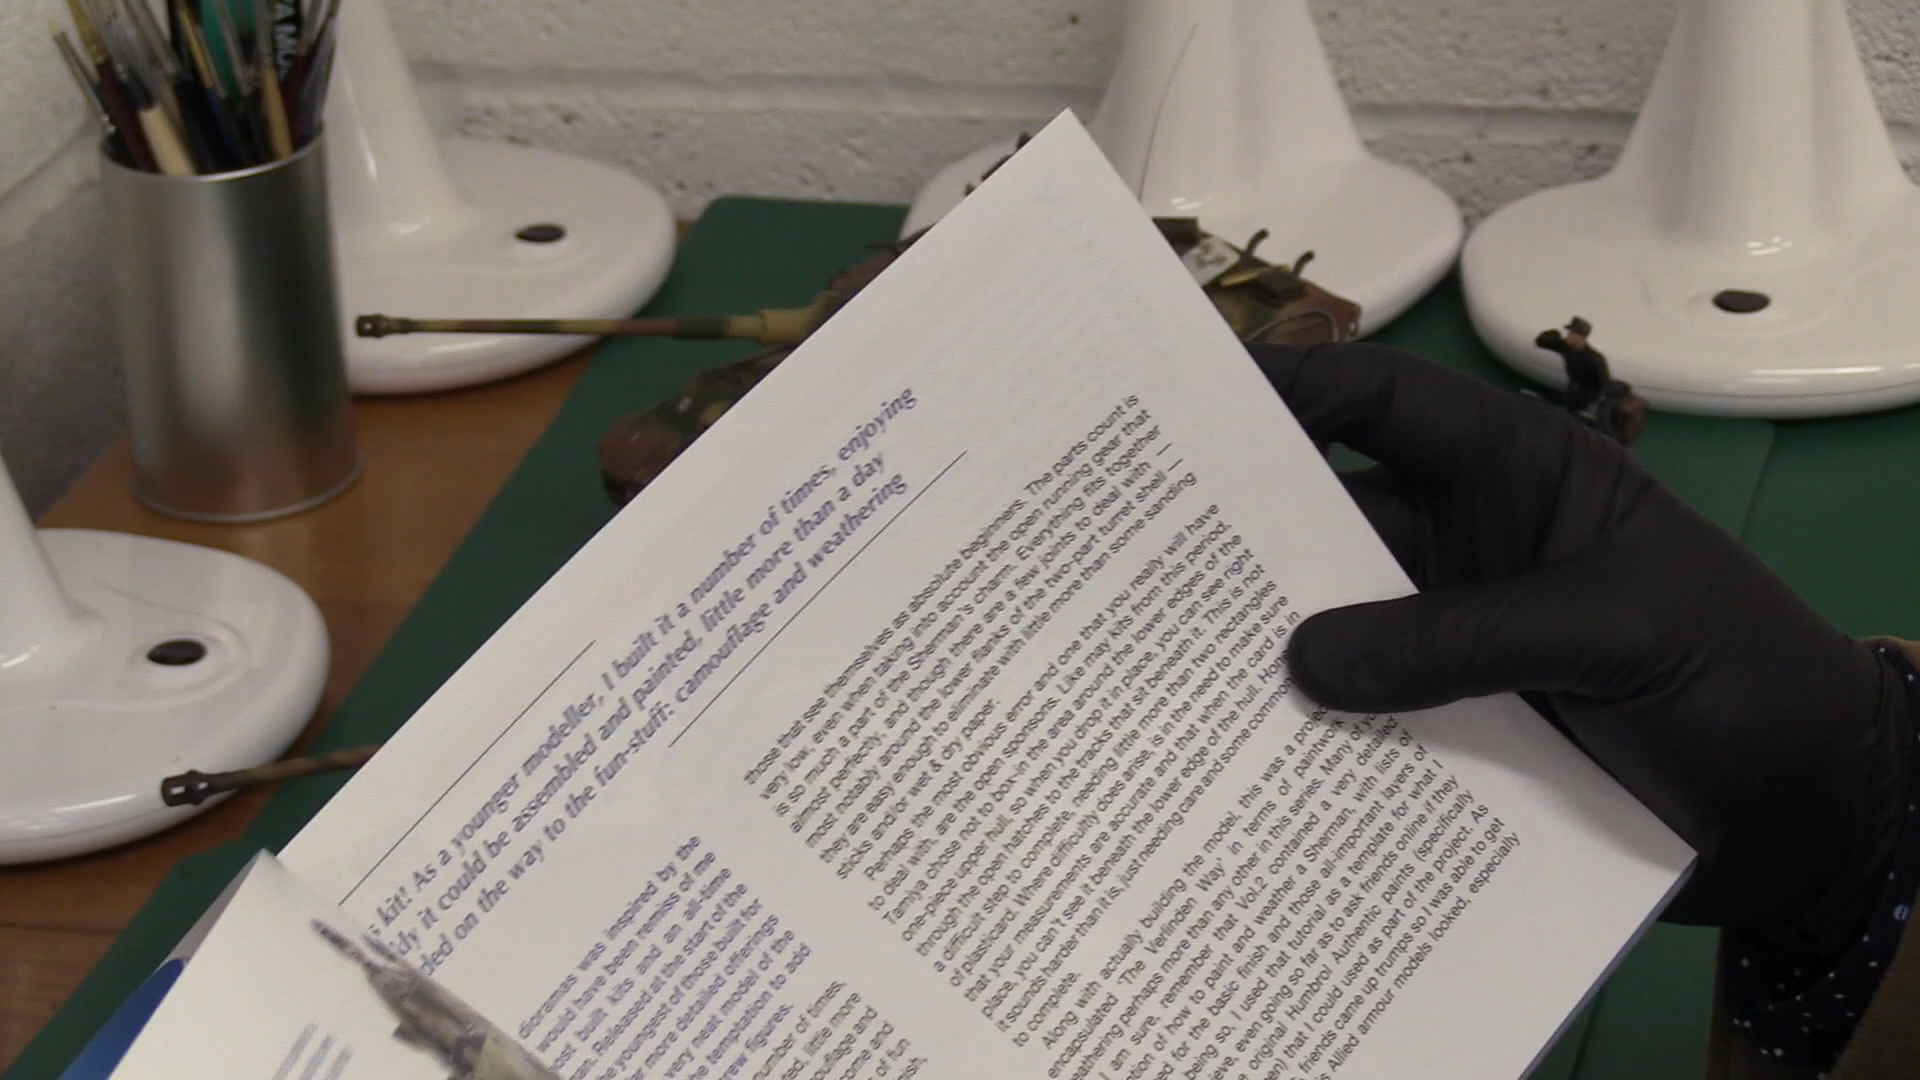 AMU
kit! As a younger modeller, I built it a number of times, enjoying
it could be assembled and painted, little more than a day
on the way to the fun-stuff: camouflage and weathering
dioramas was inspired by the
would have been remiss of me
built kits and an all-time
Released at the start of the
youngest of those built for
more detailed offerings
very neat model of the
the temptation to add
crew figures.
number of times,
little more
and
and
of fun
those that see themselves as absolute beginners. The parts count is
very low, even when taking into account the open running gear that
is so much a part of the Sherman's charm. Everything fits together
almost perfectly, and though there are a few joints to deal with —
most notably around the lower flanks of the two-part turret shell —
they are easy enough to eliminate with little more than some sanding
sticks and/or wet & dry paper.
Perhaps the most obvious error and one that you really will have
to deal with, are the open sponsons. Like may kits from this period,
Tamiya chose not to box-in the area around the lower edges of the
one-piece upper hull, so when you drop it in place, you can see right
through the open hatches to the tracks that sit beneath it. This is not
a difficult step to complete, needing little more than two rectangles
of plasticard. Where difficulty does arise, is in the need to make sure
that your measurements are accurate and that when the card is in
place, you can't see it beneath the lower edge of the hull.
it sounds harder than it is, just needing care and some common
to complete.
Along with actually building the model, this was a project
encapsulated 'The Verlinden Way' in terms of
perhaps more than any other in this series. Many of
I am sure, remember that Vol.2 contained a very detailed
of how to paint and weather a Sherman, with lists of
for the basic finish and those all-important layers of
being so, I used that tutorial as a template for what I
even going so far as to ask friends online if they
original Humbrol Authentic paints (specifically
that I could used as part of the project. As
friends came up trumps so I was able to get
Allied armour models looked, especially